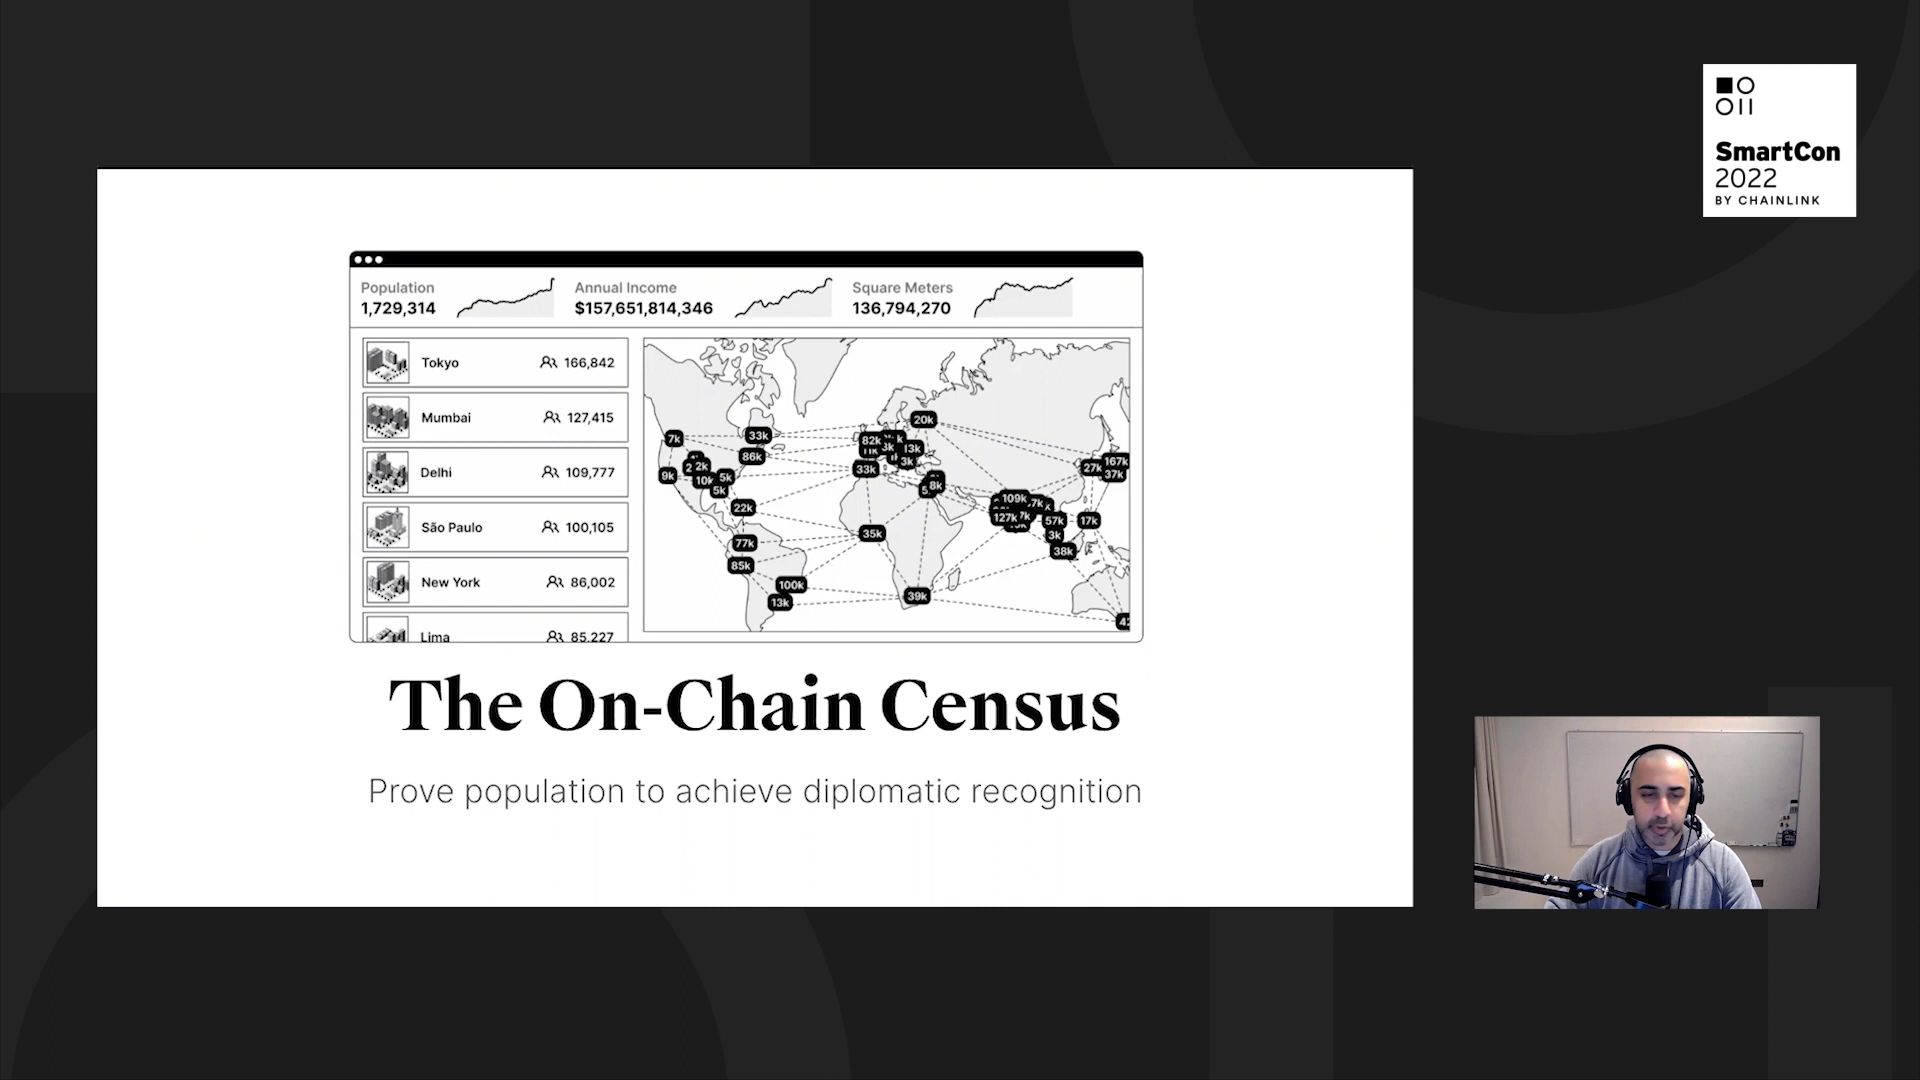 SmartCon
2022
BY CHAINLINK
Population
1,729,314
Annual Income
$157,651,814,346
Square Meters
136,794,270
Tokyo 166,842
Mumbai 127,415
Delhi 109,777
São Paulo 100,105
New York 86,002
Lima 85,227
20k
7k
33k
82k
13k
86k
33k
3k
27k
167k
37k
2k
9k
10k
5k
5k
8k
109k
22k
127k
57k
17k
35k
3k
77k
38k
85k
100k
39k
13k
The On-Chain Census
Prove population to achieve diplomatic recognition